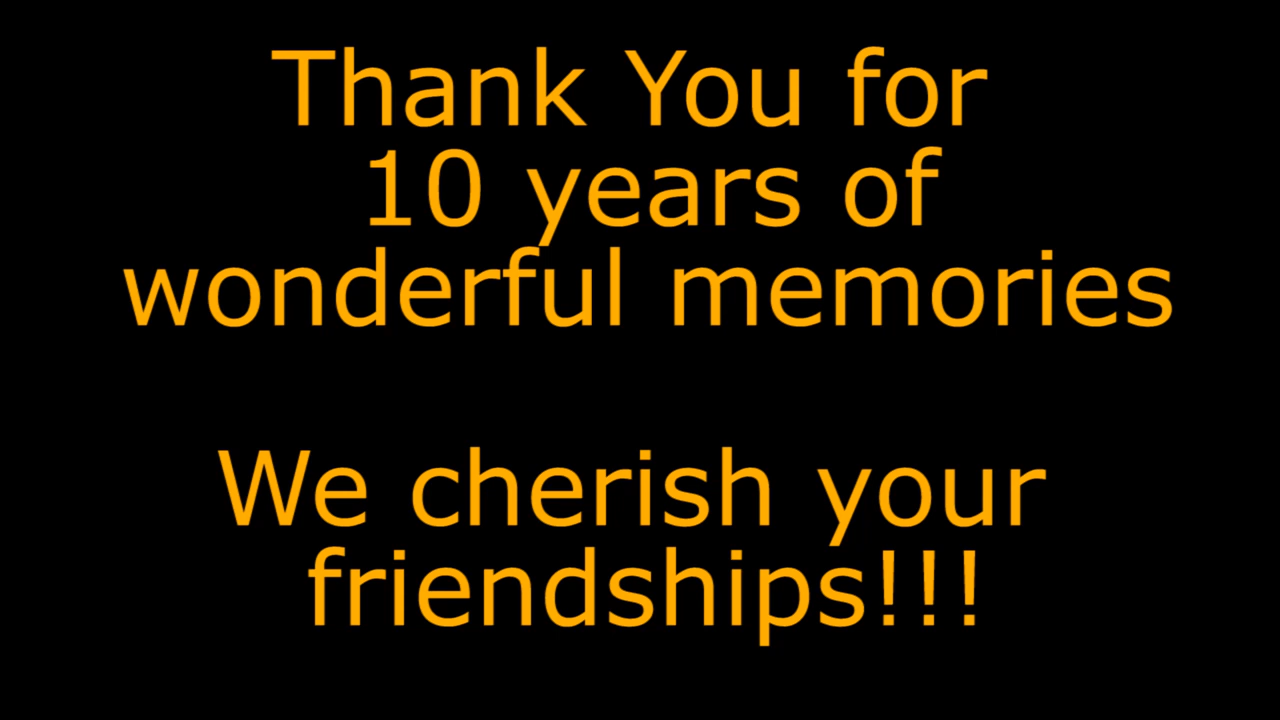 Thank You for
10 years of
wonderful memories
We cherish your
friendships!!!